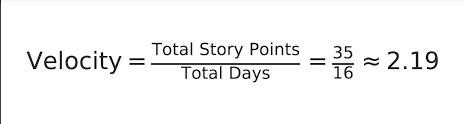 Velocity = Total Story Points / Total Days = 35/16 ≈ 2.19